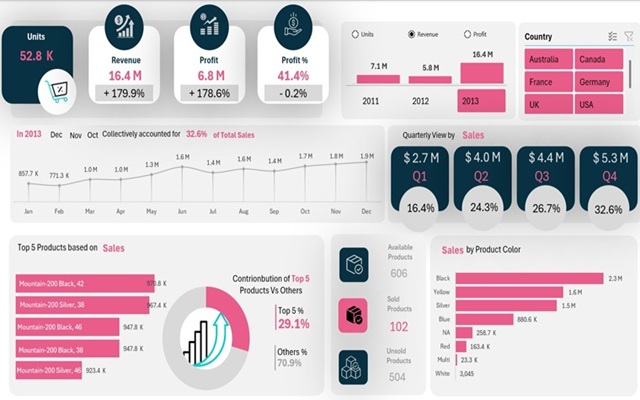 Units
52.8 K
Revenue
16.4 M
+ 179.9%
Profit
6.8 M
+ 178.6%
Profit %
41.4%
- 0.2%
Units Revenue Profit
7.1 M 5.8 M 16.4 M
2011 2012 2013
Country
Australia Canada
France Germany
UK USA
In 2013 Dec Nov Oct Collectively accounted for 32.6% of Total Sales
857.7 K 771.3 K 1.0 M 1.0 M 1.3 M 1.6 M 1.4 M 1.6 M 1.4 M 1.7 M 1.8 M 1.9 M
Jan Feb Mar Apr May Jun Jul Aug Sep Oct Nov Dec
Quarterly View by Sales
$ 2.7 M $ 4.0 M $ 4.4 M $ 5.3 M
Q1 Q2 Q3 Q4
16.4% 24.3% 26.7% 32.6%
Top 5 Products based on Sales
Mountain-200 Black, 42
Mountain-200 Silver, 38 967.4 K
Mountain-200 Black, 46 947.8 K
Mountain-200 Black, 38 947.8 K
Mountain-200 Silver, 46 923.4 K
Contrionbution of Top 5
Products Vs Others
Top 5 %
29.1%
Others %
70.9%
Available
Products
606
Sold
Products
102
Unsold
Products
504
Sales by Product Color
Black 2.3 M
Yellow 1.6 M
Silver 1.5 M
Blue 880.6 K
NA 258.7 K
Red 163.4 K
Multi 23.3 K
White 3,045